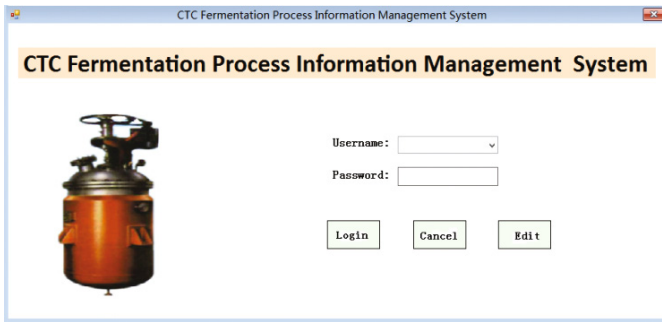 CTC Fermentation Process Information Management System
CTC Fermentation Process Information Management System
Username:
Password:
Login Cancel Edit